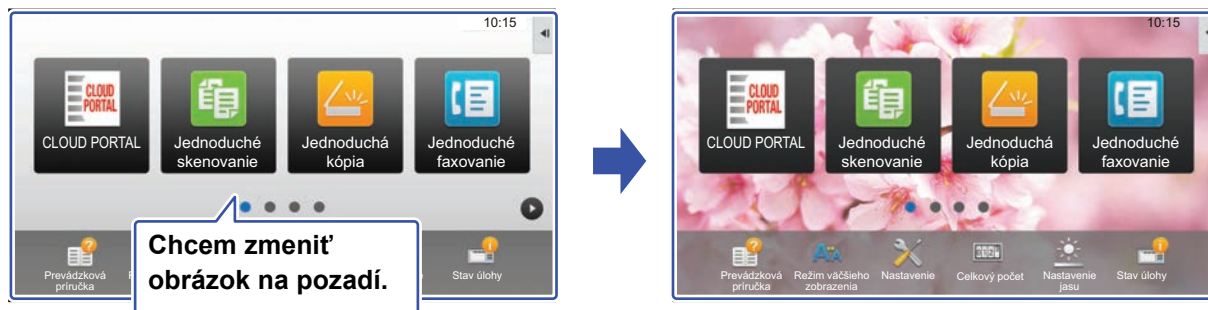 10:15
CLOUD
PORTAL
CLOUD PORTAL
Jednoduché
skenovanie
Jednoduchá
kópia
Jednoduché
faxovanie
Chcem zmeniť
obrázok na pozadí.
Prevádzková
príručka
Stav úlohy
10:15
CLOUD
PORTAL
CLOUD PORTAL
Jednoduché
skenovanie
Jednoduchá
kópia
Jednoduché
faxovanie
Prevádzková
príručka
Režim väčšieho
zobrazenia
Nastavenie
Celkový počet
Nastavenie
jasu
Stav úlohy